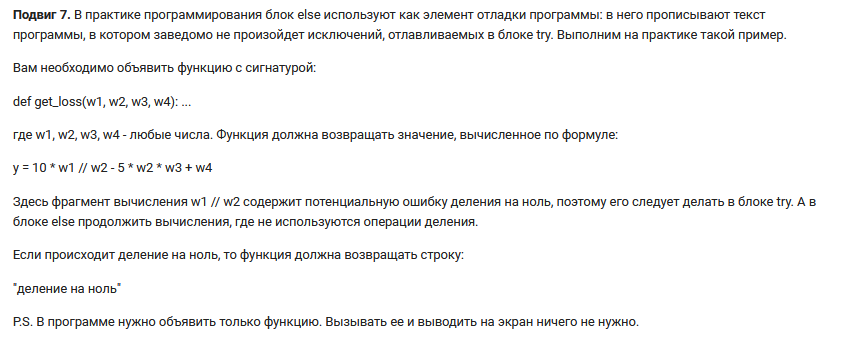 Подвиг 7. В практике программирования блок else используют как элемент отладки программы: в него прописывают текст
программы, в котором заведомо не произойдет исключений, отлавливаемых в блоке try. Выполним на практике такой пример.
Вам необходимо объявить функцию с сигнатурой:
def get_loss(w1, w2, w3, w4): ...
где w1, w2, w3, w4 - любые числа. Функция должна возвращать значение, вычисленное по формуле:
y = 10 * w1 // w2 - 5 * w2 * w3 + w4
Здесь фрагмент вычисления w1 // w2 содержит потенциальную ошибку деления на ноль, поэтому его следует делать в блоке try. А в
блоке else продолжить вычисления, где не используются операции деления.
Если происходит деление на ноль, то функция должна возвращать строку:
"деление на ноль"
P.S. В программе нужно объявить только функцию. Вызывать ее и выводить на экран ничего не нужно.